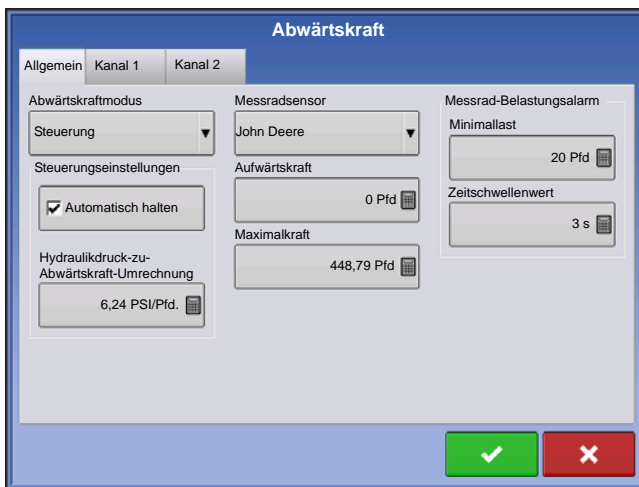 Abwärtskraft
Allgemein
Kanal 1
Kanal 2
Abwärtskraftmodus
Steuerung
Steuerungseinstellungen
Automatisch halten
Hydraulikdruck-zu-
Abwärtskraft-Umrechnung
6,24 PSI/Pfd.
Messradsensor
John Deere
Aufwärtskraft
0 Pfd
Maximalkraft
448,79 Pfd
Messrad-Belastungsalarm
Minimallast
20 Pfd
Zeitschwellenwert
3 s